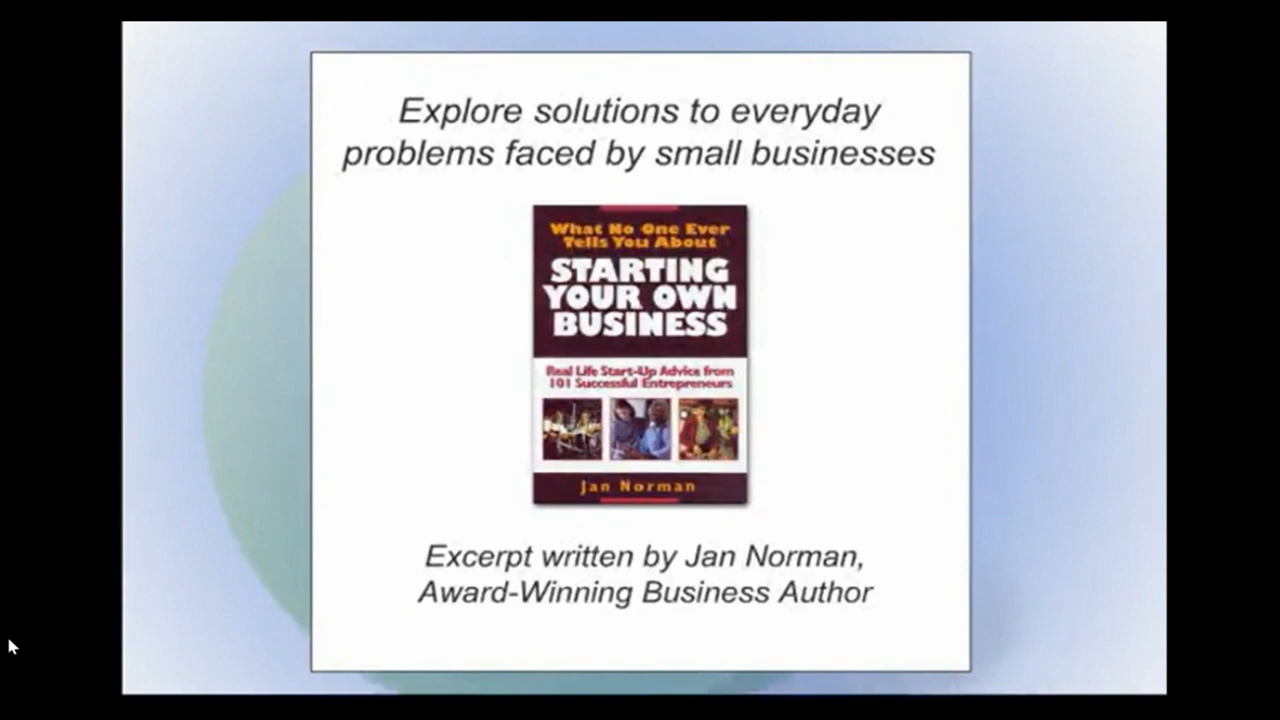 Explore solutions to everyday
problems faced by small businesses
What No One Ever
Tells You About
STARTING
YOUR OWN
BUSINESS
Real Life Start-Up Advice from
101 Successful Entrepreneurs
Jan Norman
Excerpt written by Jan Norman,
Award-Winning Business Author